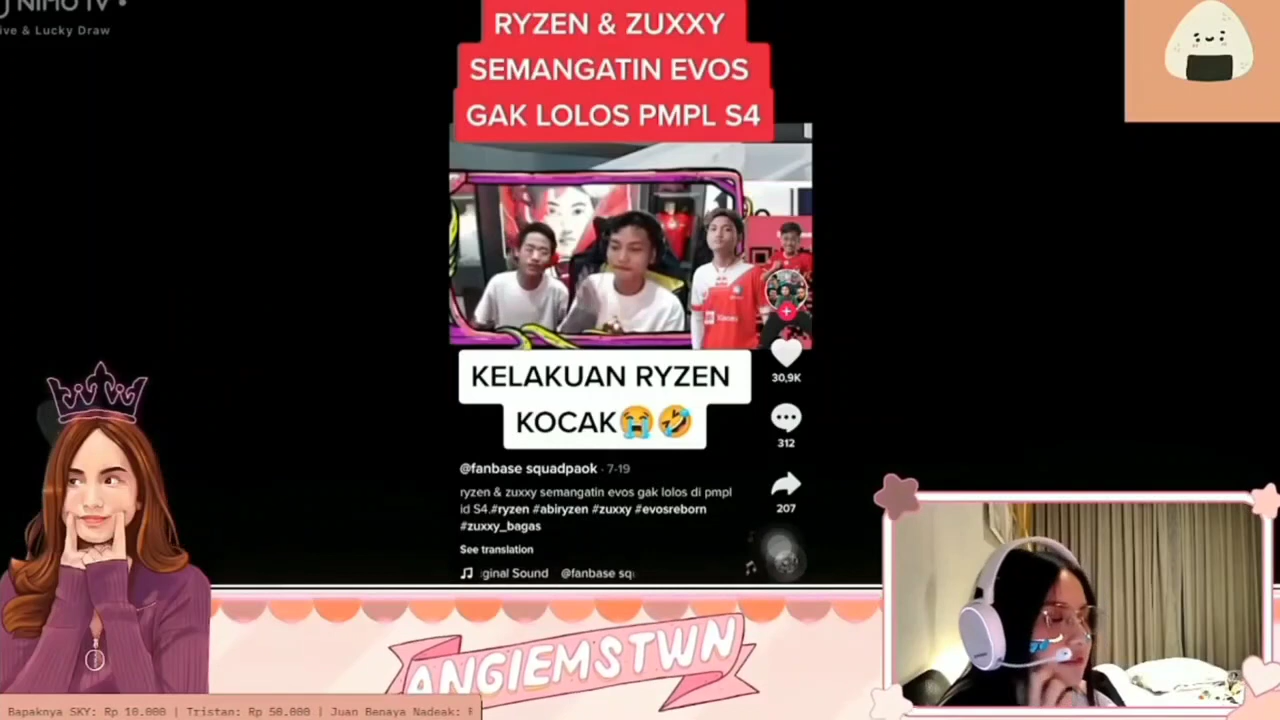 NIMO TV
ive & Lucky Draw
RYZEN & ZUXXY
SEMANGATIN EVOS
GAK LOLOS PMPL S4
KELAKUAN RYZEN
KOCAK😭🤣
30,9K
312
207
@fanbase squadpaok · 7-19
ryzen & zuxxy semangatin evos gak lolos di pmpl
id S4.#ryzen #abiryzen #zuxxy #evosreborn
#zuxxy_bagas
See translation
ginal Sound @fanbase sq
ANGIEMSTWN
Bapaknya SKY: Rp 10.000 | Tristan: Rp 50.000 | Juan Benaya Nadeak: